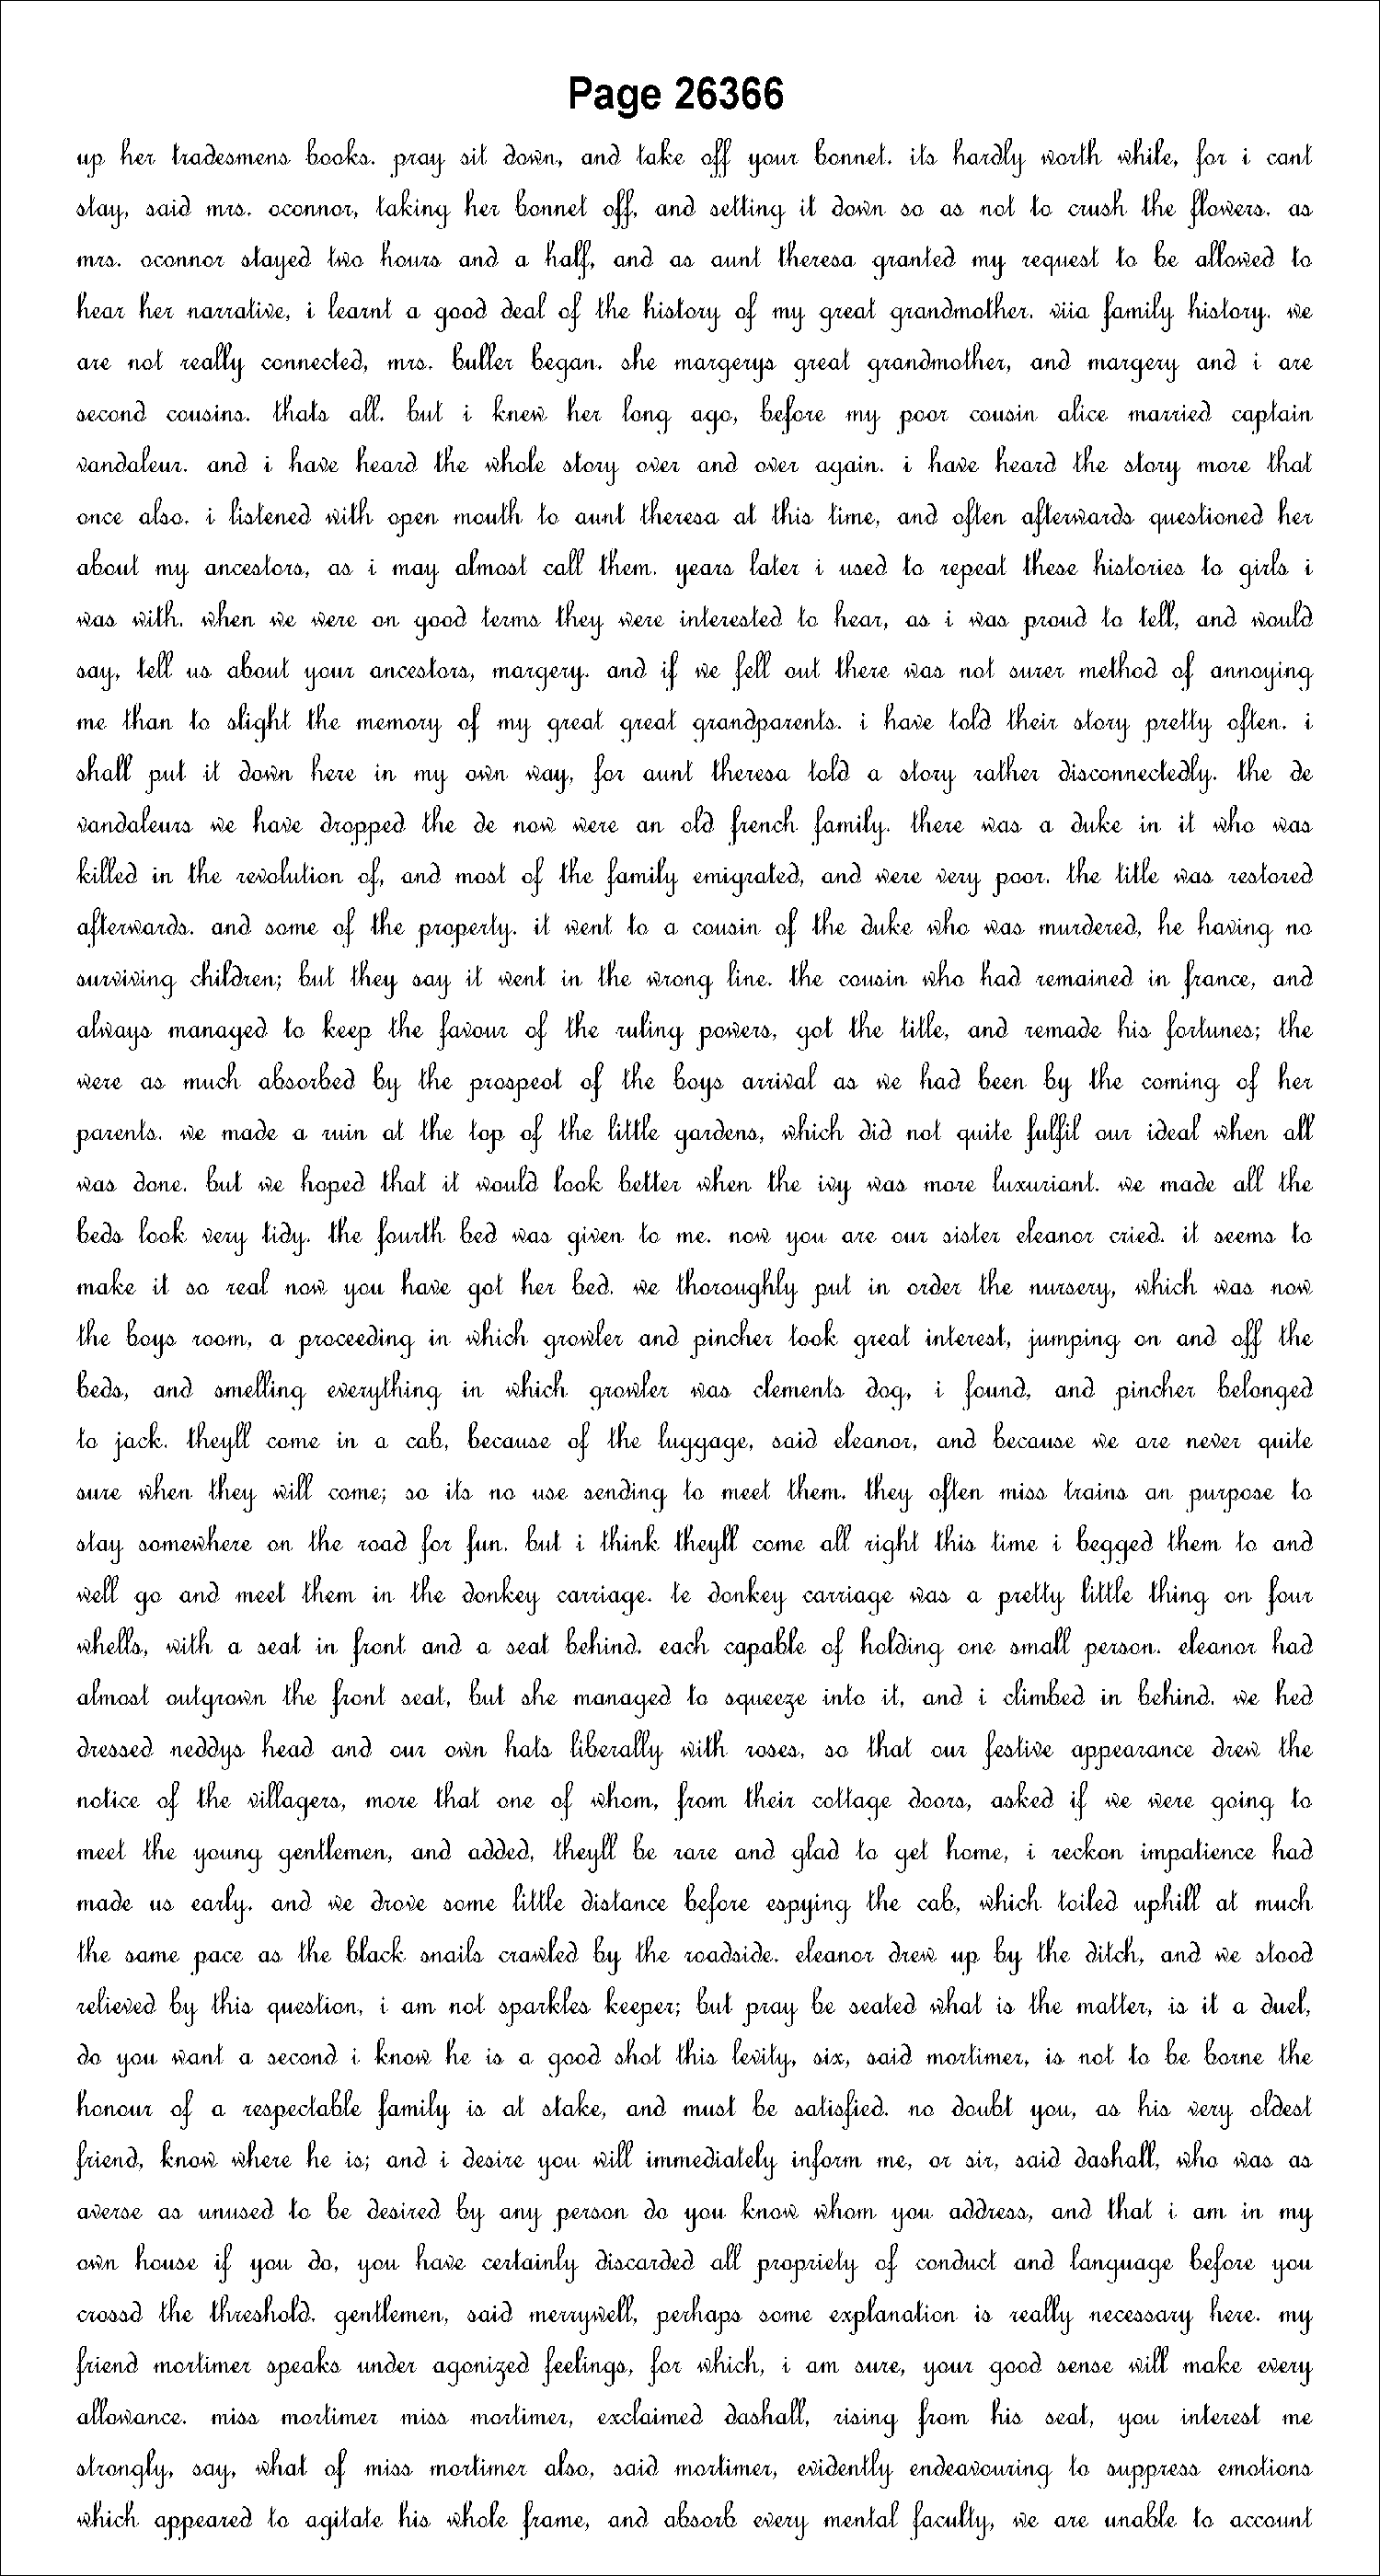 Page 26366
up her tradesmens books. pray sit down, and take off your bonnet. its hardly worth while, for i cant
stay, said mrs. oconnor, taking her bonnet off, and setting it down so as not to crush the flowers. as
mrs. oconnor stayed two hours and a half, and as aunt theresa granted my request to be allowed to
hear her narrative, i learnt a good deal of the history of my great grandmother. viia family history. we
are not really connected, mrs. buller began. she margerys great grandmother, and margery and i are
second cousins. thats all. but i knew her long ago, before my poor cousin alice married captain
vandaleur. and i have heard the whole story over and over again. i have heard the story more that
once also. i listened with open mouth to aunt theresa at this time, and often afterwards questioned her
about my ancestors, as i may almost call them. years later i used to repeat these histories to girls i
was with. when we were on good terms they were interested to hear, as i was proud to tell, and would
say, tell us about your ancestors, margery. and if we fell out there was not surer method of annoying
me than to slight the memory of my great great grandparents. i have told their story pretty often. i
shall put it down here in my own way, for aunt theresa told a story rather disconnectedly. the de
vandaleurs we have dropped the de now were an old french family. there was a duke in it who was
killed in the revolution of, and most of the family emigrated, and were very poor. the title was restored
afterwards. and some of the property. it went to a cousin of the duke who was murdered, he having no
surviving children; but they say it went in the wrong line. the cousin who had remained in france, and
always managed to keep the favour of the ruling powers, got the title, and remade his fortunes; the
were as much absorbed by the prospeot of the boys arrival as we had been by the coming of her
parents. we made a ruin at the top of the little gardens, which did not quite fulfil our ideal when all
was done. but we hoped that it would look better when the ivy was more luxuriant. we made all the
beds look very tidy. the fourth bed was given to me. now you are our sister eleanor cried. it seems to
make it so real now you have got her bed. we thoroughly put in order the nursery, which was now
the boys room, a proceeding in which growler and pincher took great interest, jumping on and off the
beds, and smelling everything in which growler was clements dog, i found, and pincher belonged
to jack. theyll come in a cab, because of the luggage, said eleanor, and because we are never quite
sure when they will come; so its no use sending to meet them. they often miss trains an purpose to
stay somewhere on the road for fun. but i think theyll come all right this time i begged them to and
well go and meet them in the donkey carriage. te donkey carriage was a pretty little thing on four
whells, with a seat in front and a seat behind. each capable of holding one small person. eleanor had
almost outgrown the front seat, but she managed to squeeze into it, and i climbed in behind. we hed
dressed neddys head and our own hats liberally with roses, so that our festive appearance drew the
notice of the villagers, more that one of whom, from their cottage doors, asked if we were going to
meet the young gentlemen, and added, theyll be rare and glad to get home, i reckon impatience had
made us early. and we drove some little distance before espying the cab, which toiled uphill at much
the same pace as the black snails crawled by the roadside. eleanor drew up by the ditch, and we stood
relieved by this question, i am not sparkles keeper; but pray be seated what is the matter, is it a duel,
do you want a second i know he is a good shot this levity, six, said mortimer, is not to be borne the
honour of a respectable family is at stake, and must be satisfied. no doubt you, as his very oldest
friend, know where he is; and i desire you will immediately inform me, or sir, said dashall, who was as
averse as unused to be desired by any person do you know whom you address, and that i am in my
own house if you do, you have certainly discarded all propriety of conduct and language before you
crossd the threshold. gentlemen, said merrywell, perhaps some explanation is really necessary here. my
friend mortimer speaks under agonized feelings, for which, i am sure, your good sense will make every
allowance. miss mortimer miss mortimer, exclaimed dashall, rising from his seat, you interest me
strongly, say, what of miss mortimer also, said mortimer, evidently endeavouring to suppress emotions
which appeared to agitate his whole frame, and absorb every mental faculty, we are unable to account